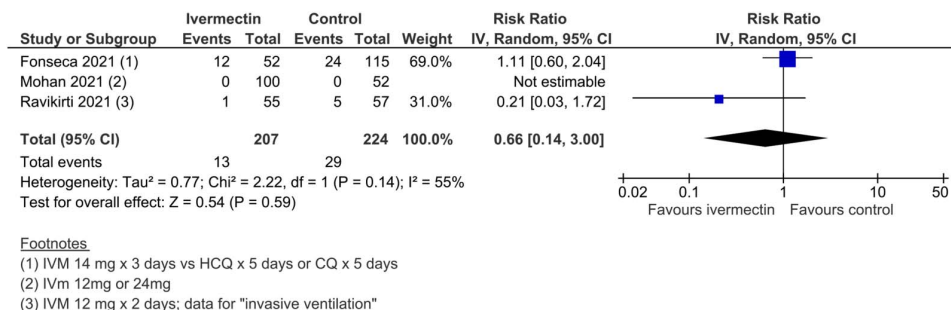 Ivermectin Control Risk Ratio Risk Ratio
Study or Subgroup Events Total Events Total Weight IV, Random, 95% CI IV, Random, 95% CI
Fonseca 2021 (1) 12 52 24 115 69.0% 1.11 [0.60, 2.04]
Mohan 2021 (2) 0 100 0 52 Not estimable
Ravikirti 2021 (3) 1 55 5 57 31.0% 0.21 [0.03, 1.72]
Total (95% CI) 207 224 100.0% 0.66 [0.14, 3.00]
Total events 13 29
Heterogeneity: Tau² = 0.77; Chi² = 2.22, df = 1 (P = 0.14); I² = 55%
Test for overall effect: Z = 0.54 (P = 0.59)
0.02 0.1 1 10 50
Favours ivermectin Favours control
Footnotes
(1) IVM 14 mg x 3 days vs HCQ x 5 days or CQ x 5 days
(2) IVm 12mg or 24mg
(3) IVM 12 mg x 2 days; data for "invasive ventilation"